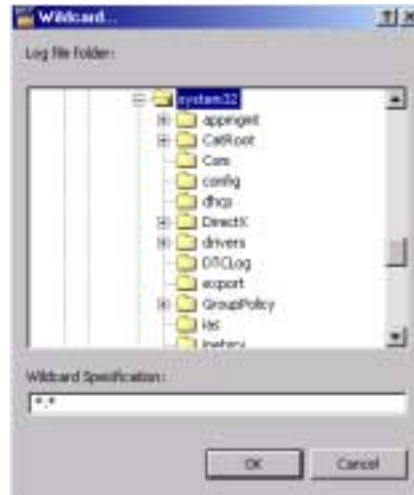 Wildcard...
Log file folder:
system32
appmgmt
CatRoot
Com
config
dhcp
DirectX
drivers
DTCLog
export
GroupPolicy
ias
inetsrv
Wildcard Specification:
*.*
OK
Cancel